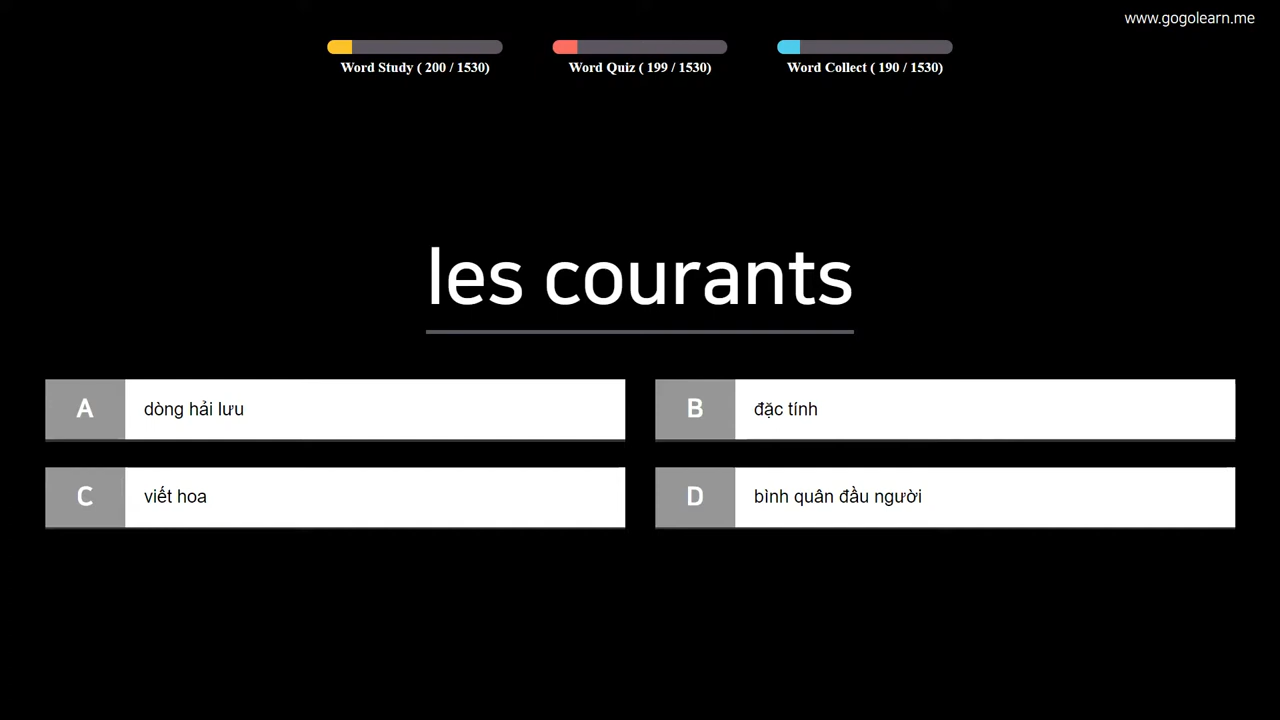 www.gogolearn.me
Word Study ( 200 / 1530)
Word Quiz ( 199 / 1530)
Word Collect ( 190 / 1530)
les courants
A dòng hải lưu
B đặc tính
C viết hoa
D bình quân đầu người